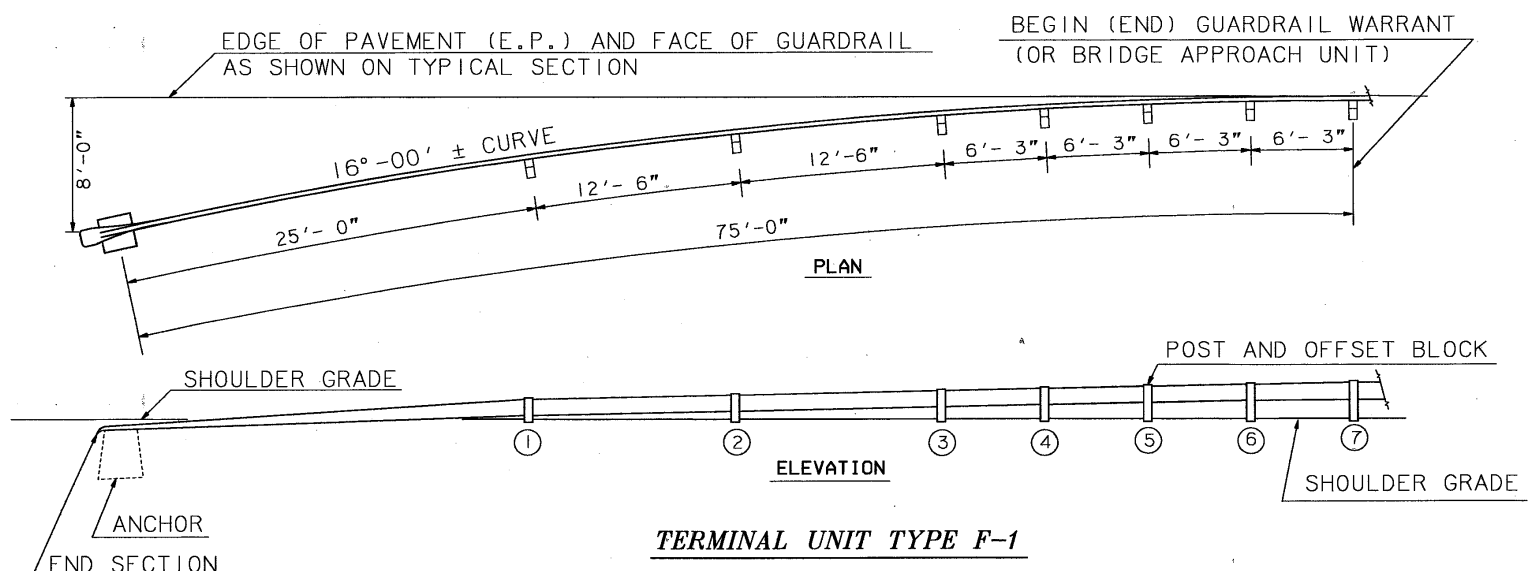 EDGE OF PAVEMENT (E.P.) AND FACE OF GUARDRAIL
AS SHOWN ON TYPICAL SECTION
BEGIN (END) GUARDRAIL WARRANT
(OR BRIDGE APPROACH UNIT)
8'-0"
16°-00' ± CURVE
25'- 0"
12'- 6"
12'-6"
6'- 3"
6'- 3"
6'- 3"
6'- 3"
75'-0"
PLAN
POST AND OFFSET BLOCK
SHOULDER GRADE
1
2
3
4
5
6
7
ELEVATION
SHOULDER GRADE
ANCHOR
END SECTION
TERMINAL UNIT TYPE F-1